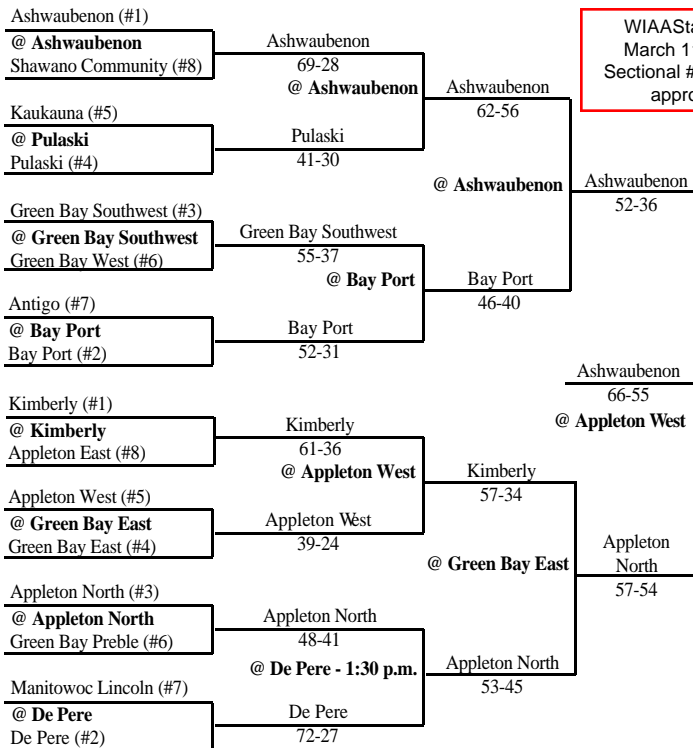 Ashwaubenon (#1)
@ Ashwaubenon
Shawano Community (#8)
Kaukauna (#5)
@ Pulaski
Pulaski (#4)
Green Bay Southwest (#3)
@ Green Bay Southwest
Green Bay West (#6)
Antigo (#7)
@ Bay Port
Bay Port (#2)
Kimberly (#1)
@ Kimberly
Appleton East (#8)
Appleton West (#5)
@ Green Bay East
Green Bay East (#4)
Appleton North (#3)
@ Appleton North
Green Bay Preble (#6)
Manitowoc Lincoln (#7)
@ De Pere
De Pere (#2)
Ashwaubenon
69-28
@ Ashwaubenon
Pulaski
41-30
Green Bay Southwest
55-37
@ Bay Port
Bay Port
52-31
Kimberly
61-36
@ Appleton West
Appleton West
39-24
Appleton North
48-41
@ De Pere - 1:30 p.m.
De Pere
72-27
Ashwaubenon
62-56
@ Ashwaubenon
Bay Port
46-40
Kimberly
57-34
@ Green Bay East
Appleton North
53-45
Ashwaubenon
52-36
Ashwaubenon
66-55
@ Appleton West
Appleton
North
57-54
March
Sectional